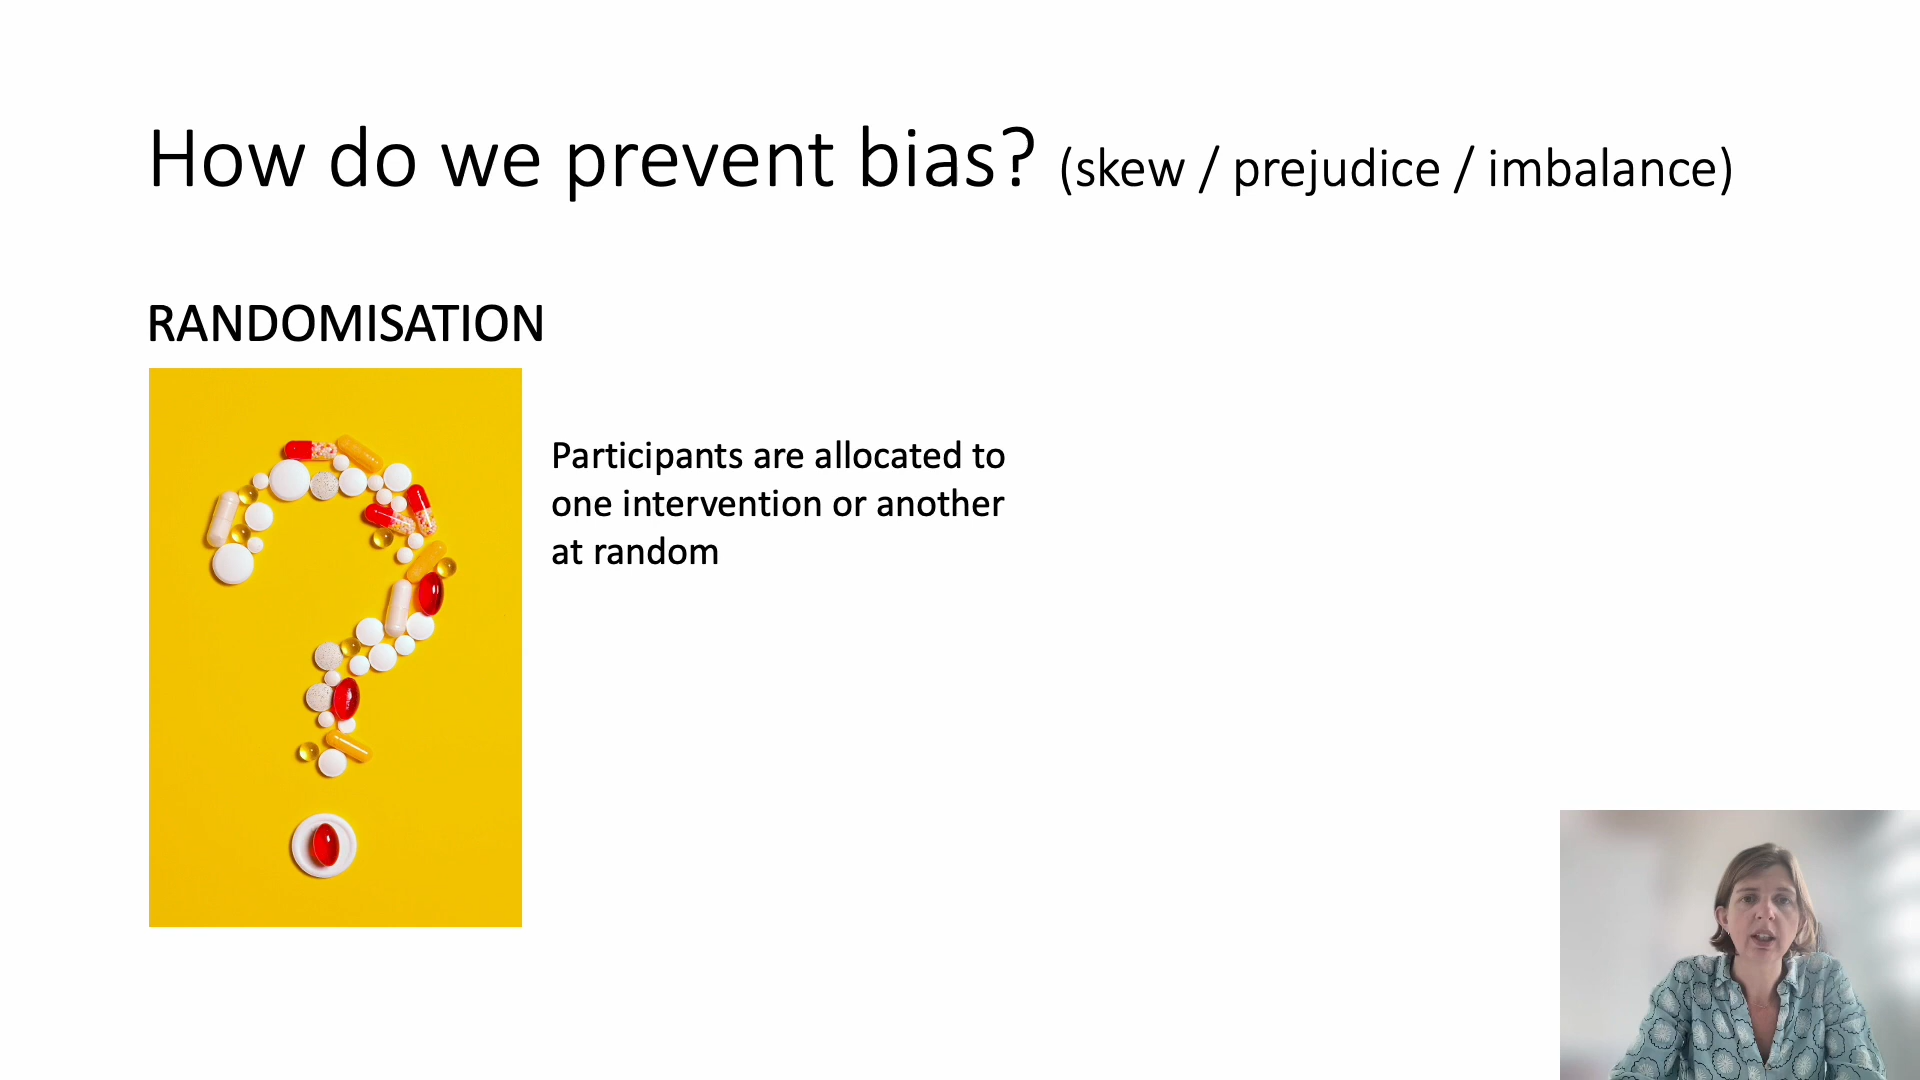 How do we prevent bias? (skew / prejudice / imbalance)
RANDOMISATION
Participants are allocated to
one intervention or another
at random